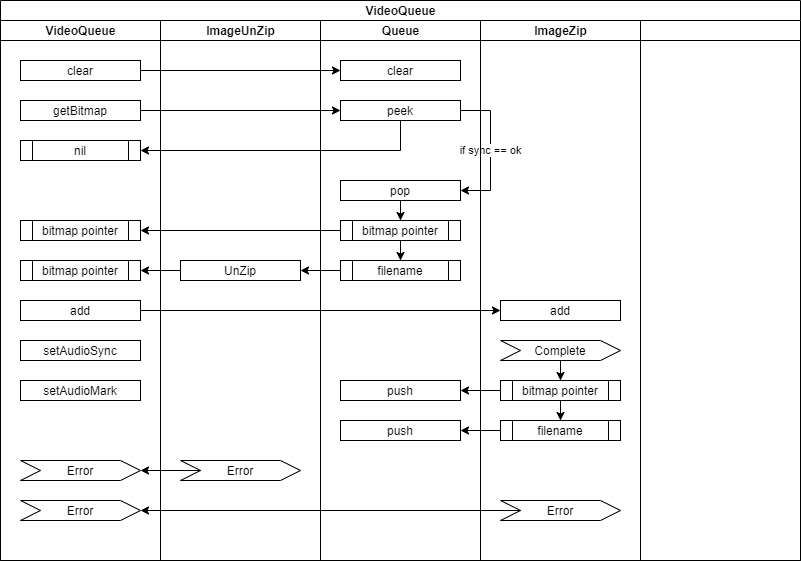 VideoQueue
VideoQueue ImageUnZip Queue ImageZip
clear clear
getBitmap peek
nil if sync == ok
pop
bitmap pointer bitmap pointer
bitmap pointer UnZip filename
add add
setAudioSync Complete
setAudioMark push bitmap pointer
push filename
Error Error
Error Error